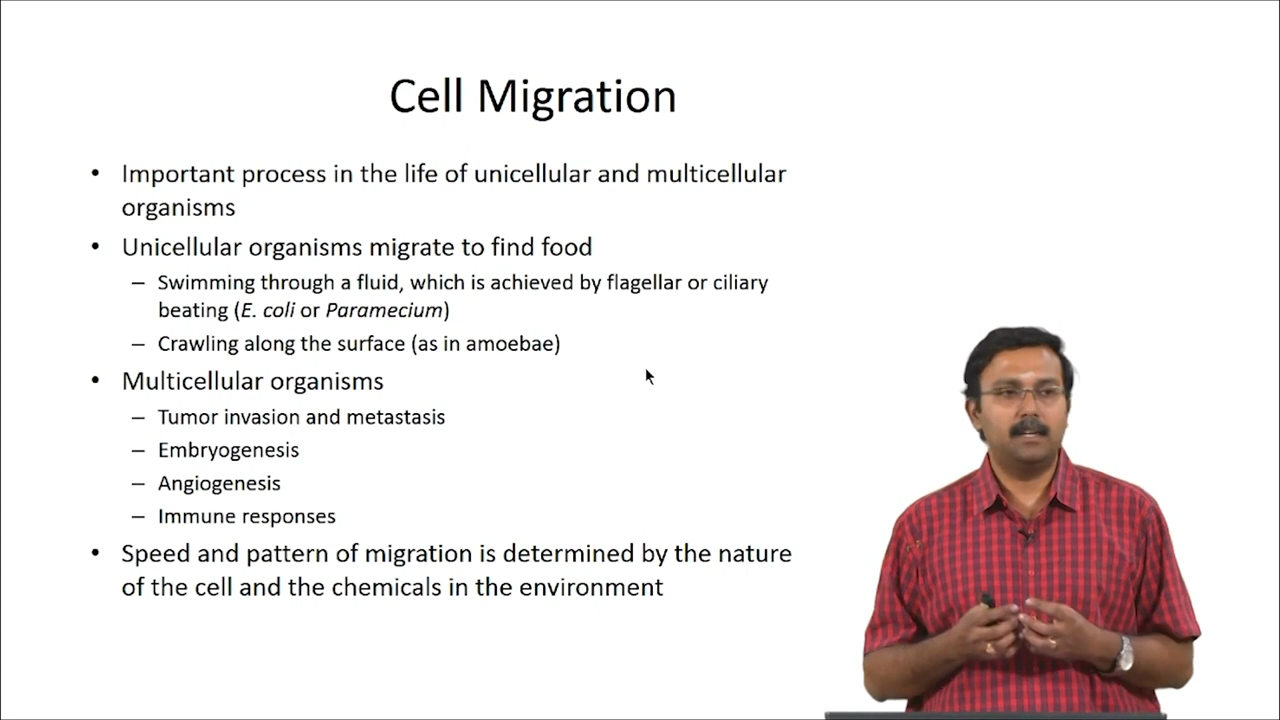 Cell Migration
• Important process in the life of unicellular and multicellular
organisms
• Unicellular organisms migrate to find food
– Swimming through a fluid, which is achieved by flagellar or ciliary
beating (E. coli or Paramecium)
– Crawling along the surface (as in amoebae)
• Multicellular organisms
– Tumor invasion and metastasis
– Embryogenesis
– Angiogenesis
– Immune responses
• Speed and pattern of migration is determined by the nature
of the cell and the chemicals in the environment